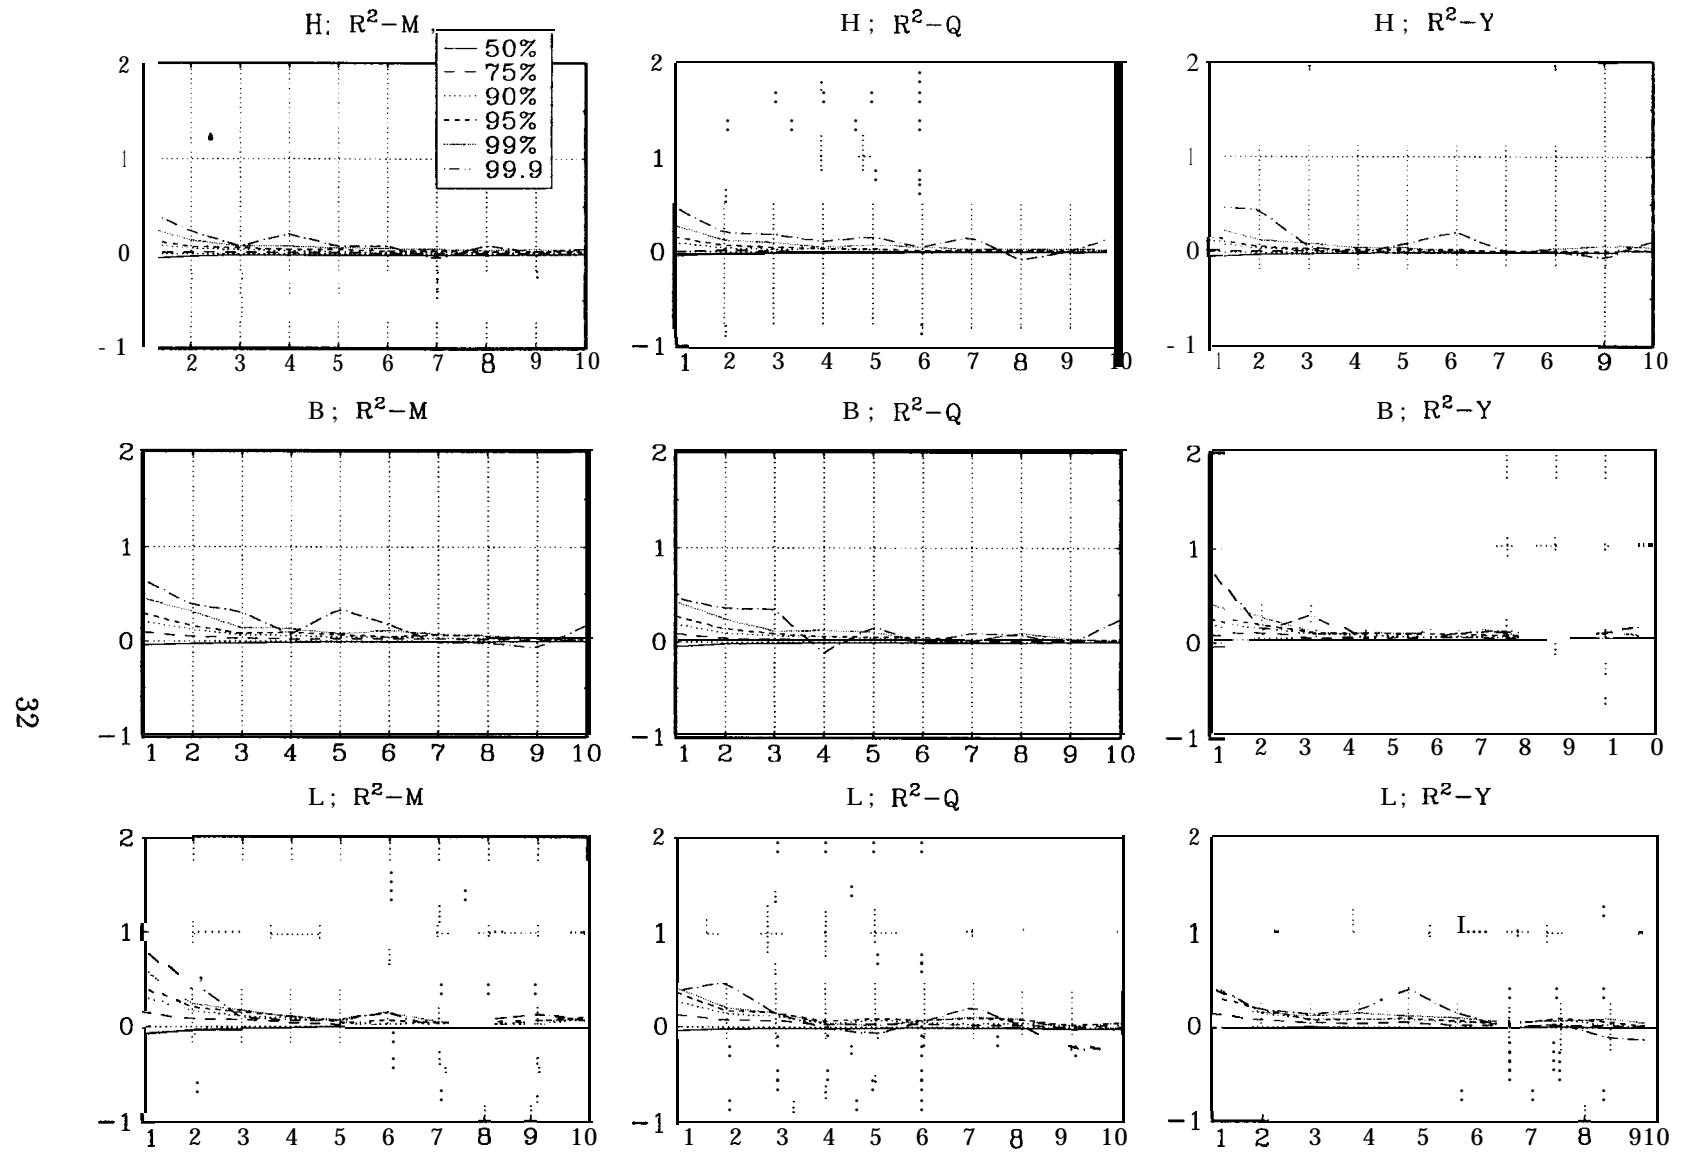 H: R²−M
50%
75%
90%
95%
99%
99.9
2
1
0
- 1
2 3 4 5 6 7 8 9 10
H; R²−Q
2
1
0
−1
1 2 3 4 5 6 7 8 9 10
H; R²−Y
2
1
0
- 1
1 2 3 4 5 6 7 6 9 10
B; R²−M
2
1
0
−1
1 2 3 4 5 6 7 8 9 10
B; R²−Q
2
1
0
−1
1 2 3 4 5 6 7 8 9 10
B; R²−Y
2
1
0
−1
1 2 3 4 5 6 7 8 9 1 0
32
L; R²−M
2
1
0
−1
1 2 3 4 5 6 7 8 9 10
L; R²−Q
2
1
0
−1
1 2 3 4 5 6 7 8 9 10
L; R²−Y
2
1
I....
0
−1
1 2 3 4 5 6 7 8 910